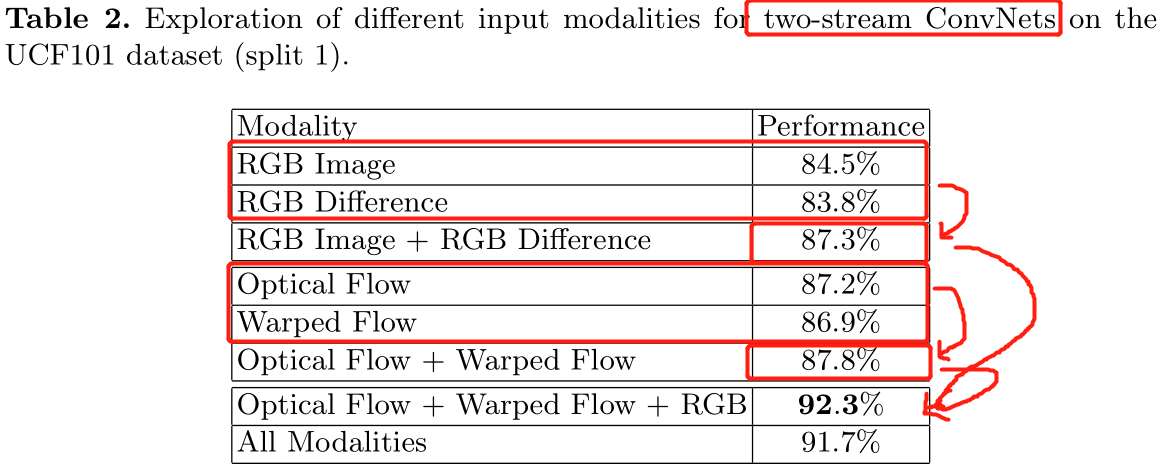 Table 2. Exploration of different input modalities for two-stream ConvNets on the
UCF101 dataset (split 1).
Modality Performance
RGB Image 84.5%
RGB Difference 83.8%
RGB Image + RGB Difference 87.3%
Optical Flow 87.2%
Warped Flow 86.9%
Optical Flow + Warped Flow 87.8%
Optical Flow + Warped Flow + RGB 92.3%
All Modalities 91.7%